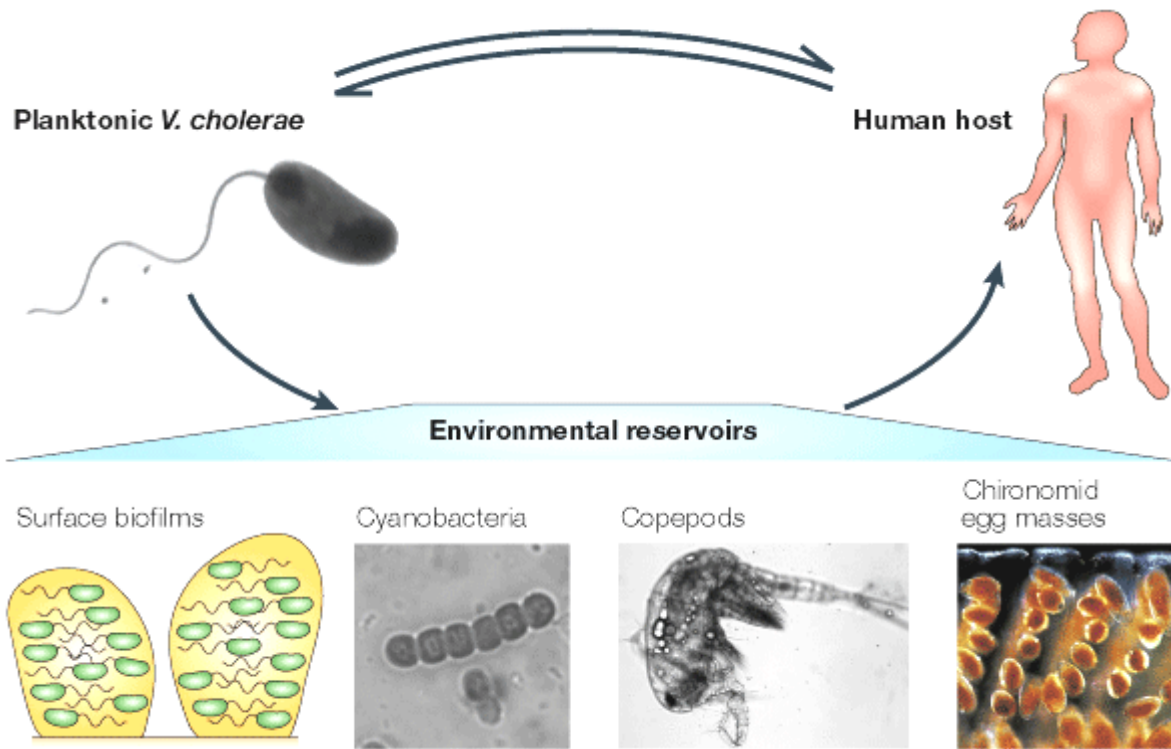 Planktonic V. cholerae
Human host
Environmental reservoirs
Surface biofilms
Cyanobacteria
Copepods
Chironomid
egg masses